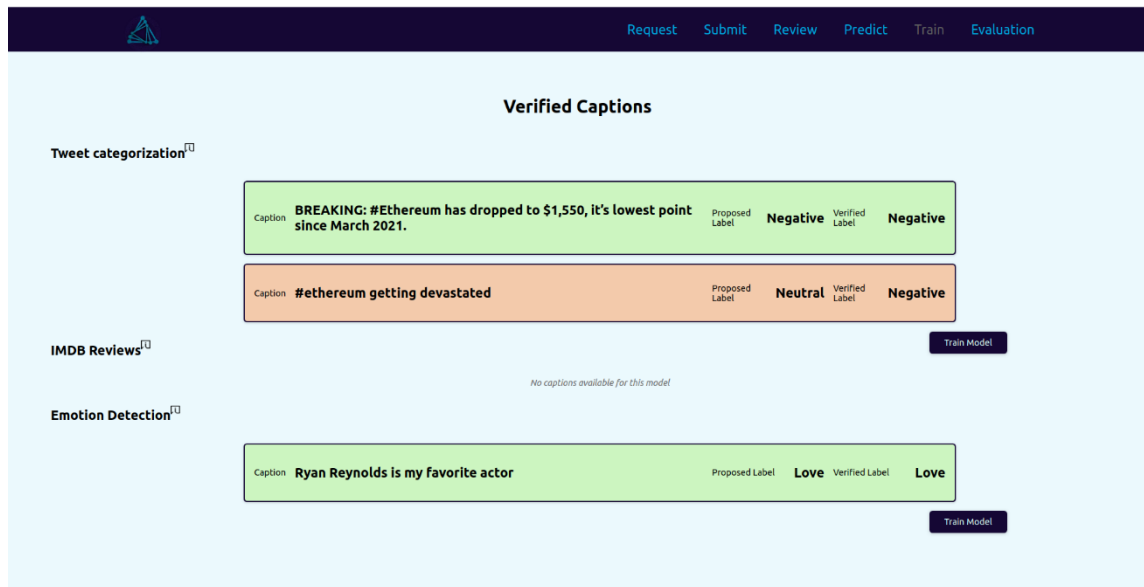 Request Submit Review Predict Train Evaluation
Verified Captions
Tweet categorization
Caption BREAKING: #Ethereum has dropped to $1,550, it's lowest point since March 2021. Proposed Label Negative Verified Label Negative
Caption #ethereum getting devastated Proposed Label Neutral Verified Label Negative
Train Model
IMDB Reviews
No captions available for this model
Emotion Detection
Caption Ryan Reynolds is my favorite actor Proposed Label Love Verified Label Love
Train Model